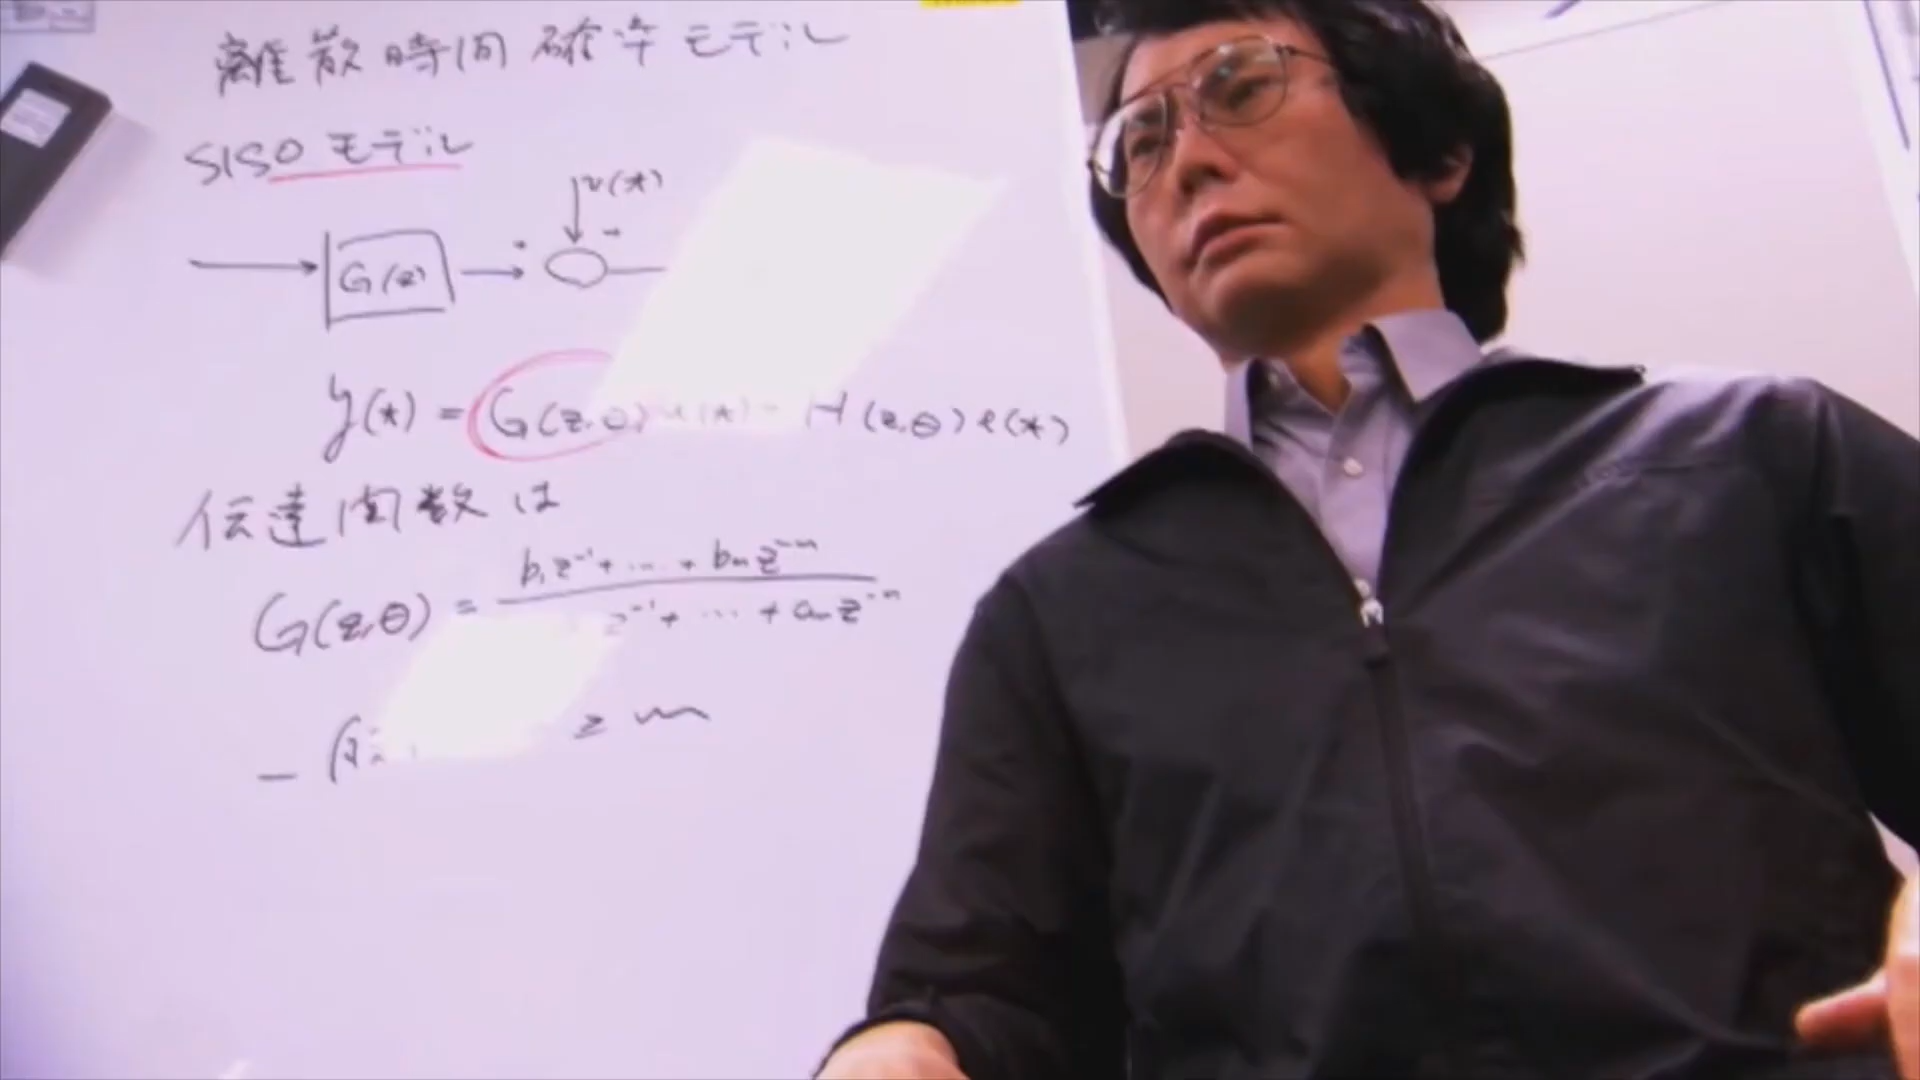 離散時間確率モデル
SISOモデル
v(*)
G(z)
y(*) = G(z,θ) H(z,θ)e(*)
伝達関数は
b₁z⁻¹+ … + bₘz⁻ᵐ
G(z,θ) = z⁻¹+ … + aₙz⁻ⁿ
≥ m